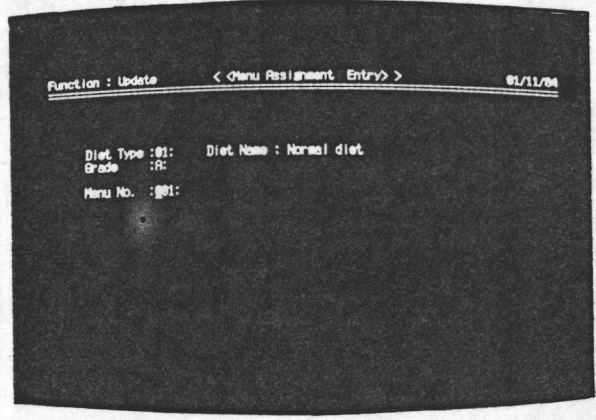 Function : Update < <Menu Assignment Entry> > 01/11/84
Diet Type :01: Diet Name : Normal diet
Grade :A:
Menu No. :001: